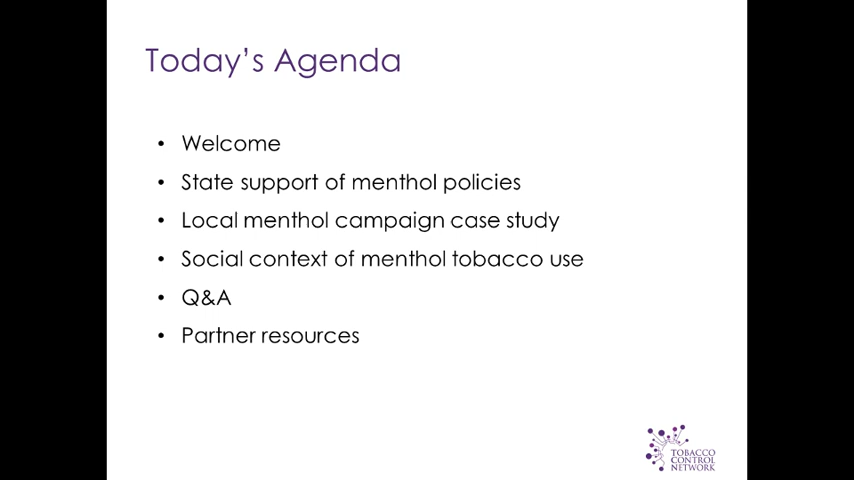 Today's Agenda
• Welcome
• State support of menthol policies
• Local menthol campaign case study
• Social context of menthol tobacco use
• Q&A
• Partner resources
TOBACCO
CONTROL
NETWORK